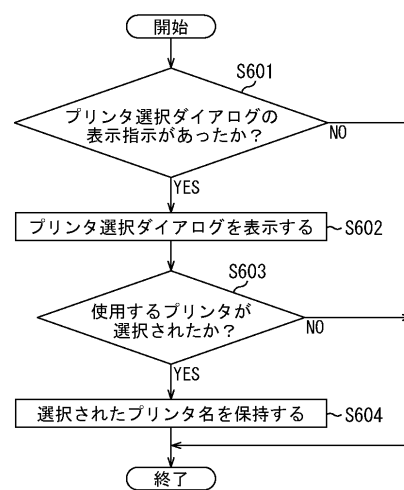 開始
S601
プリンタ選択ダイアログの
表示指示があったか？
NO
YES
プリンタ選択ダイアログを表示する
S602
S603
使用するプリンタが
選択されたか？
NO
YES
選択されたプリンタ名を保持する
S604
終了